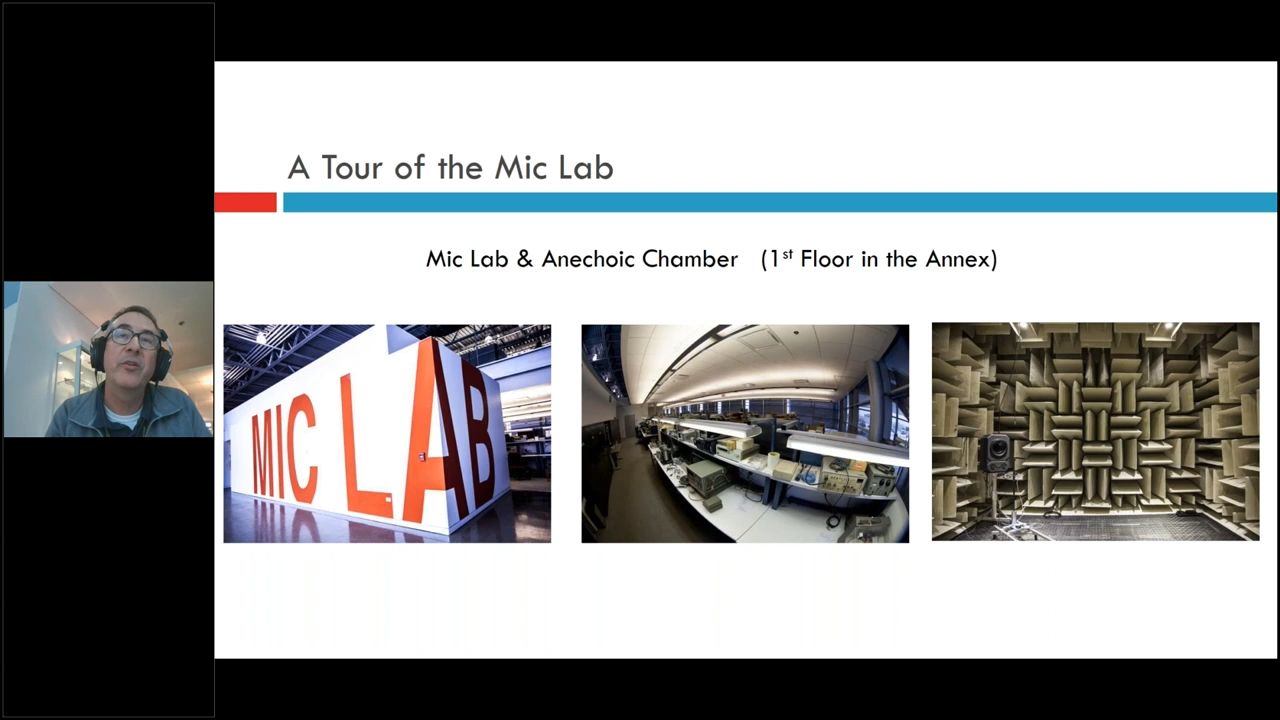 A Tour of the Mic Lab
Mic Lab & Anechoic Chamber (1st Floor in the Annex)
MIC LAB